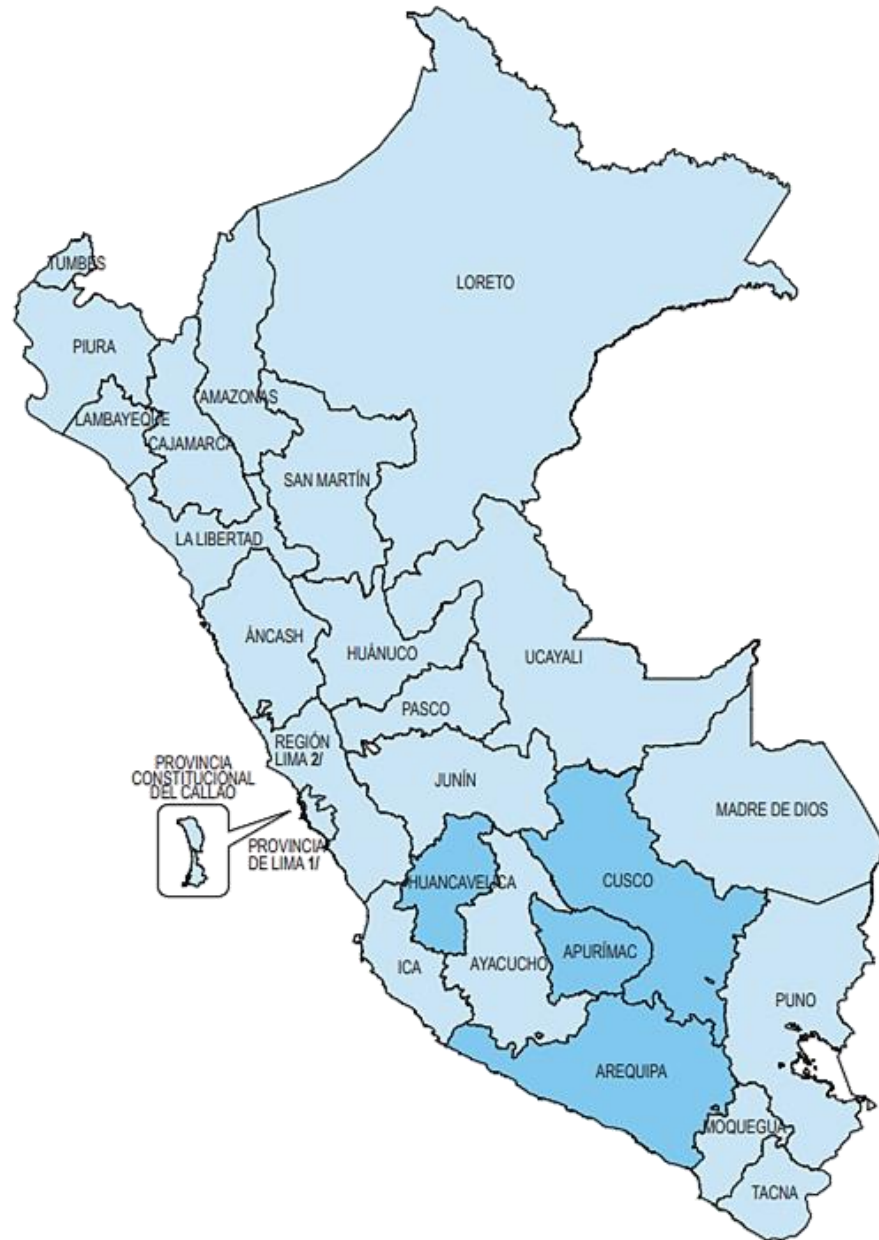 TUMBES
LORETO
PIURA
AMAZONAS
LAMBAYEQUE
CAJAMARCA
SAN MARTÍN
LA LIBERTAD
ÁNCASH
HUÁNUCO
UCAYALI
PASCO
REGIÓN
LIMA 2/
PROVINCIA
CONSTITUCIONAL
DEL CALLAO
JUNÍN
MADRE DE DIOS
PROVINCIA
DE LIMA 1/
HUANCAVELICA
CUSCO
APURÍMAC
ICA
AYACUCHO
PUNO
AREQUIPA
MOQUEGUA
TACNA